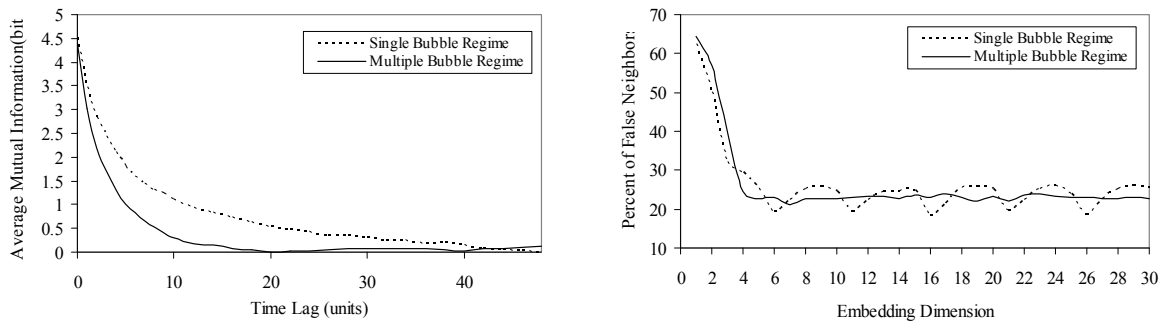 Average Mutual Information(bit
5
4.5
4
3.5
3
2.5
2
1.5
1
0.5
0
Single Bubble Regime
Multiple Bubble Regime
0 10 20 30 40
Time Lag (units)
Percent of False Neighbor:
70
60
50
40
30
20
10
Single Bubble Regime
Multiple Bubble Regime
0 2 4 6 8 10 12 14 16 18 20 22 24 26 28 30
Embedding Dimension